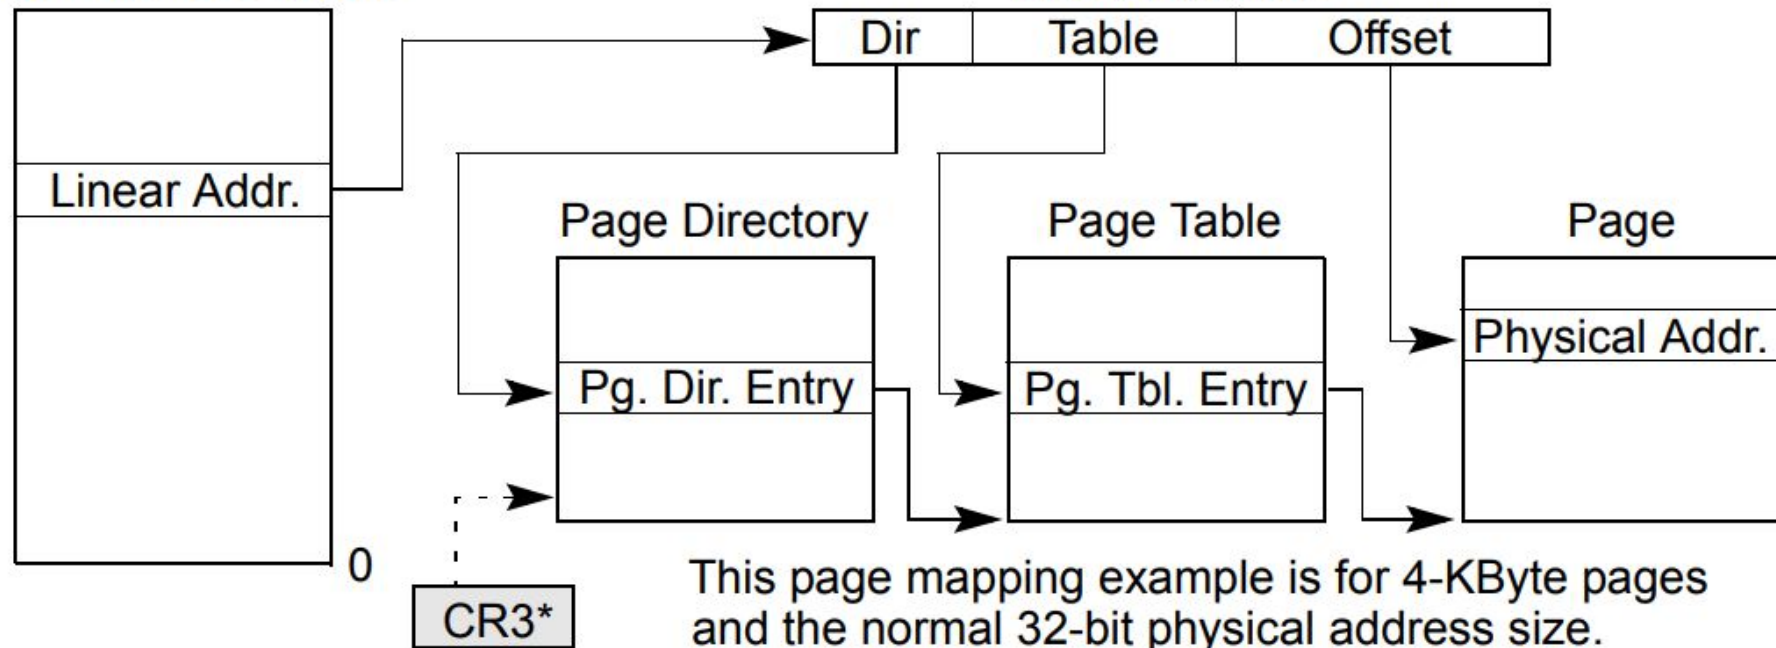 Dir
Table
Offset
Linear Addr.
Page Directory
Page Table
Page
Physical Addr.
Pg. Dir. Entry
Pg. Tbl. Entry
0
This page mapping example is for 4-KByte pages
and the normal 32-bit physical address size.
CR3*